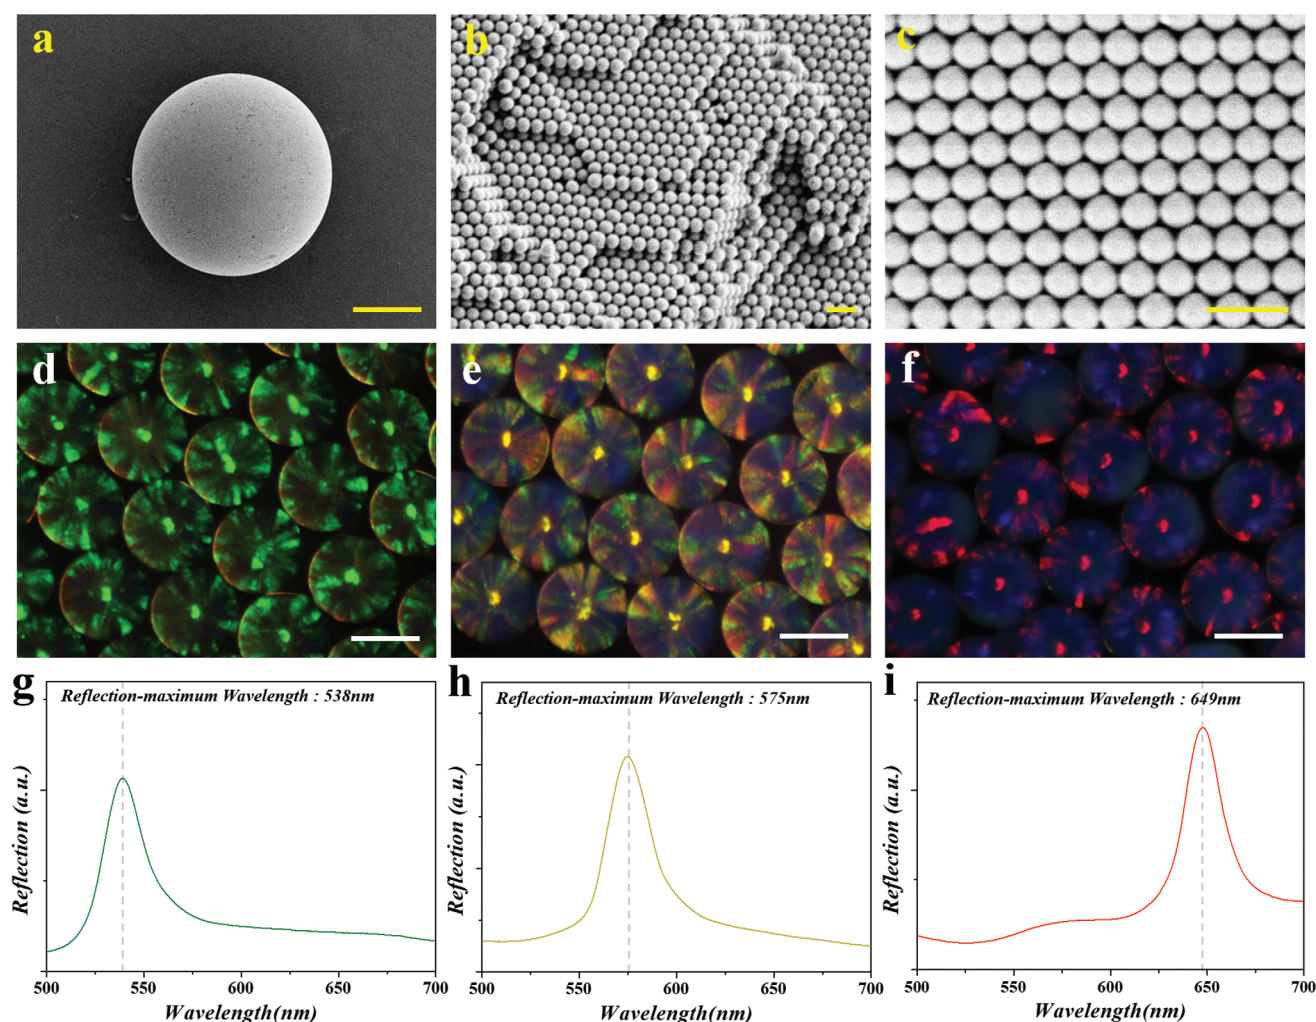 a
b
c
d
e
f
g
h
i
Reflection-maximum Wavelength : 538nm
Reflection (a.u.)
500 550 600 650 700
Wavelength(nm)
Reflection-maximum Wavelength : 575nm
Reflection (a.u.)
500 550 600 650 700
Wavelength(nm)
Reflection-maximum Wavelength : 649nm
Reflection (a.u.)
500 550 600 650 700
Wavelength(nm)